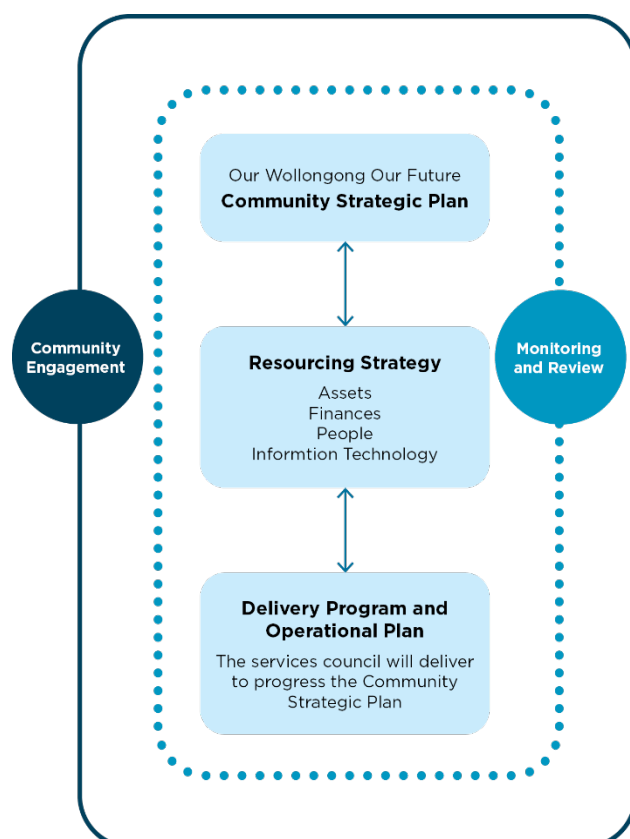 Our Wollongong Our Future
Community Strategic Plan
Community
Engagement
Resourcing Strategy
Assets
Finances
People
Informtion Technology
Monitoring
and Review
Delivery Program and
Operational Plan
The services council will deliver
to progress the Community
Strategic Plan